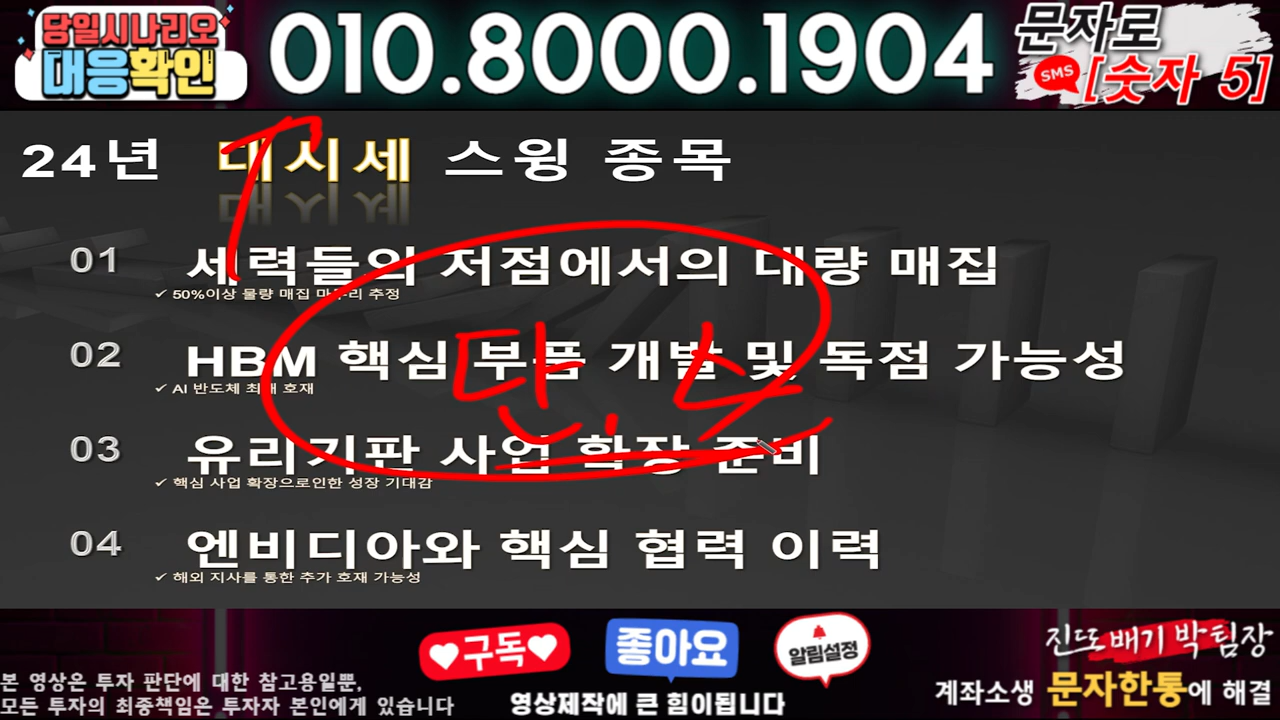 당일시나리오
대응확인
010.8000.1904
문자로
SMS
[숫자 5]
24년 대시세 스윙 종목
01 세력들의 저점에서의 대량 매집
✓ 50%이상 물량 매집 마무리 추정
02 HBM 핵심 부품 개발 및 독점 가능성
✓ AI 반도체 최대 호재
단.
03 유리기판 사업 확장 준비
✓ 핵심 사업 확장으로인한 성장 기대감
04 엔비디아와 핵심 협력 이력
✓ 해외 지사를 통한 추가 호재 가능성
구독
좋아요
알림설정
영상제작에 큰 힘이됩니다
본 영상은 투자 판단에 대한 참고용일뿐,
모든 투자의 최종책임은 투자자 본인에게 있습니다
진또배기 박팀장
계좌소생 문자한통에 해결